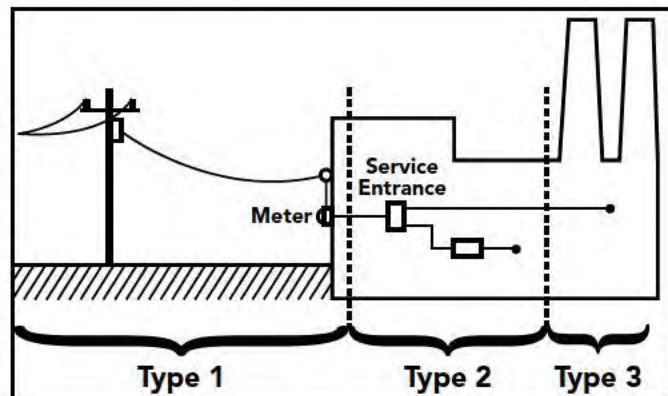 Service
Entrance
Meter
Type 1
Type 2
Type 3